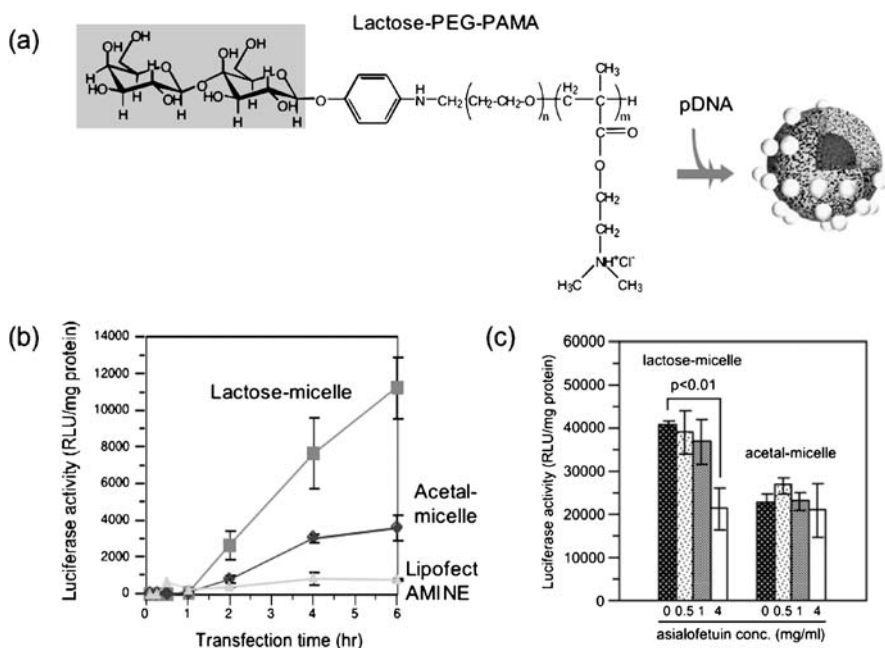 (a)
Lactose-PEG-PAMA
OH
OH
OH
OH
H
H
H
O
H
HO
O
H
O
H
HO
H
OH
HO
H
OH
O
H
H
H
H
H
N
CH₂
CH₂-CH₂-O
n
H₂
C
CH₃
H
m
C=O
O
CH₂
CH₂
NH⁺Cl⁻
H₃C
CH₃
pDNA
(b)
Luciferase activity (RLU/mg protein)
14000
12000
10000
8000
6000
4000
2000
0
Lactose-micelle
Acetal-
micelle
Lipofect
AMINE
0 1 2 3 4 5 6
Transfection time (hr)
(c)
Luciferase activity (RLU/mg protein)
60000
50000
40000
30000
20000
10000
0
lactose-micelle
p<0.01
acetal-micelle
0 0.5 1 4 0 0.5 1 4
asialofetuin conc. (mg/ml)